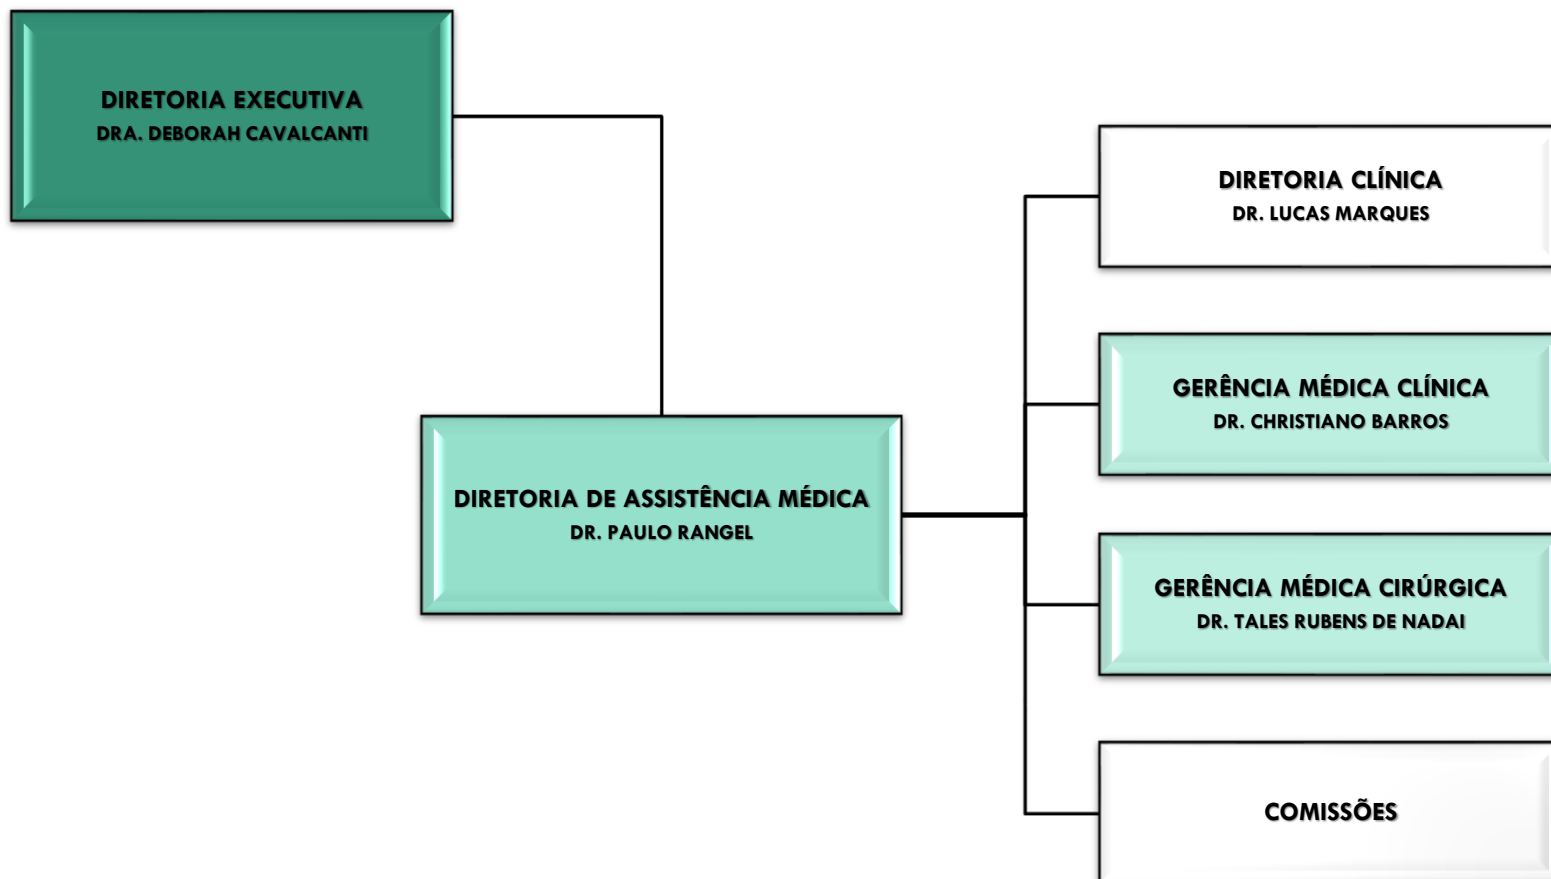 DIRETORIA EXECUTIVA
DRA. DEBORAH CAVALCANTI
DIRETORIA CLÍNICA
DR. LUCAS MARQUES
GERÊNCIA MÉDICA CLÍNICA
DR. CHRISTIANO BARROS
DIRETORIA DE ASSISTÊNCIA MÉDICA
DR. PAULO RANGEL
GERÊNCIA MÉDICA CIRÚRGICA
DR. TALES RUBENS DE NADAI
COMISSÕES